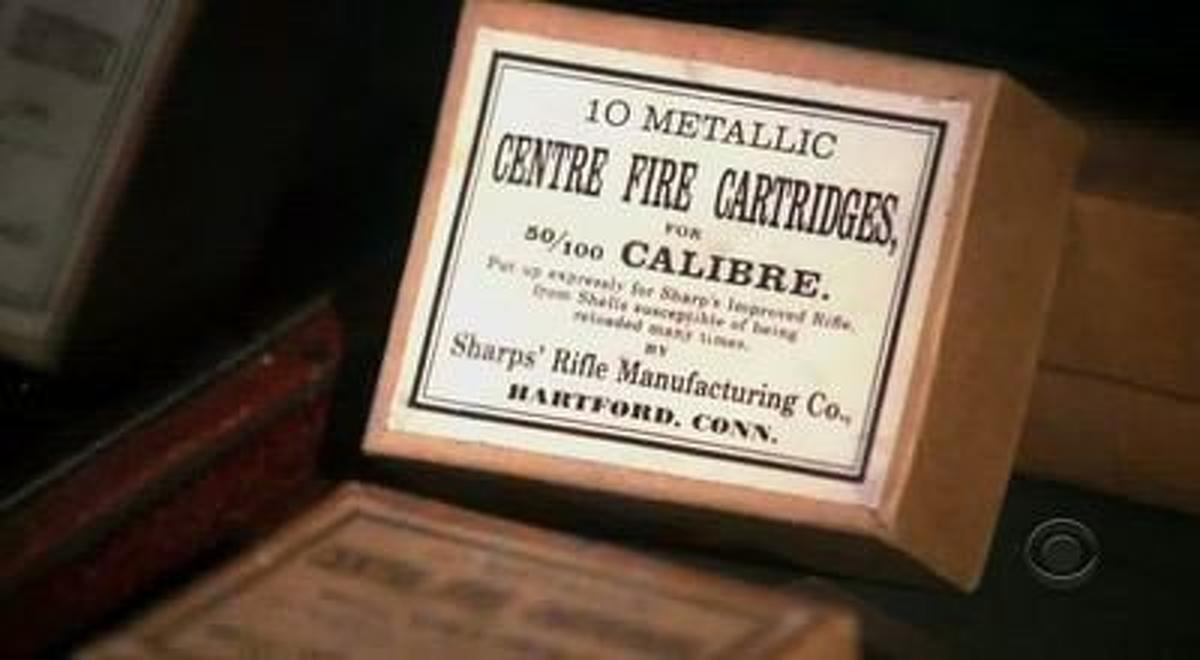 10 METALLIC
CENTRE FIRE CARTRIDGES,
FOR
50/100 CALIBRE.
Put up expressly for Sharp's Improved Rifle,
from Shells susceptible of being
reloaded many times.
BY
Sharps' Rifle Manufacturing Co.,
HARTFORD, CONN.